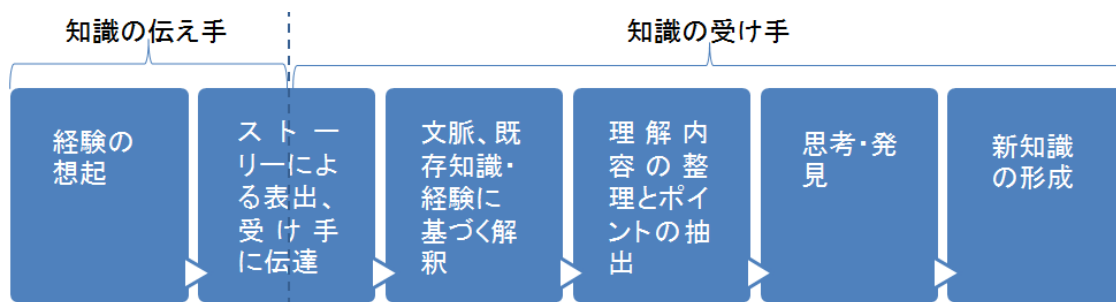 知識の伝え手
知識の受け手
経験の
想起
ストー
リーによ
る表出、
受け手
に伝達
文脈、既
存知識・
経験に
基づく解
釈
理解内
容の整
理とポイ
ントの抽
出
思考・発
見
新知識
の形成